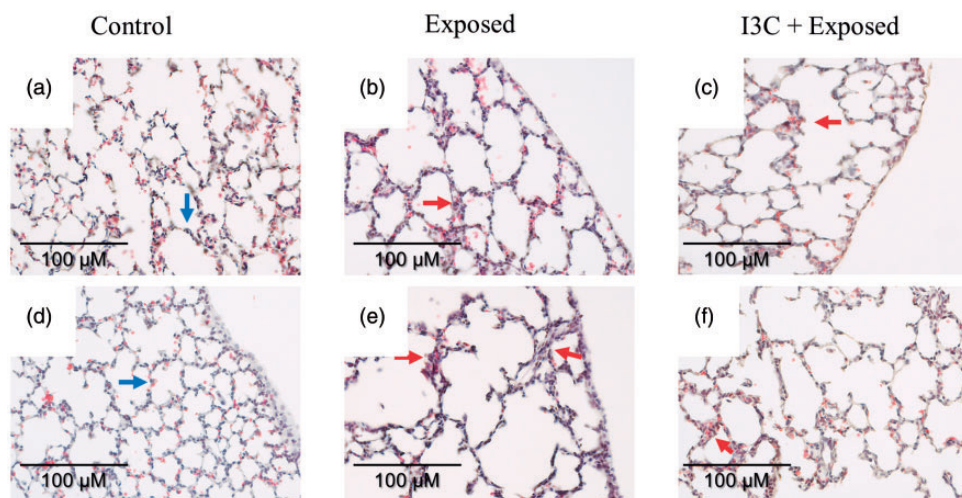 Control Exposed I3C + Exposed
(a) (b) (c)
100 µM 100 µM 100 µM
(d) (e) (f)
100 µM 100 µM 100 µM